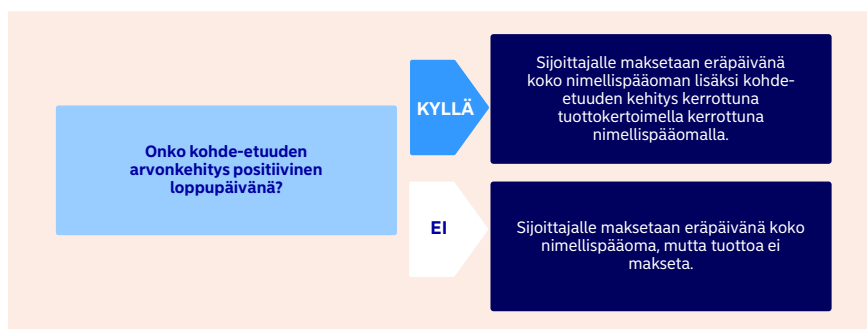 Onko kohde-etuuden
arvonkehitys positiivinen
loppupäivänä?
KYLLÄ
Sijoittajalle maksetaan eräpäivänä
koko nimellispääoman lisäksi kohde-
etuuden kehitys kerrottuna
tuottokertoimella kerrottuna
nimellispääomalla.
EI
Sijoittajalle maksetaan eräpäivänä koko
nimellispääoma, mutta tuottoa ei
makseta.